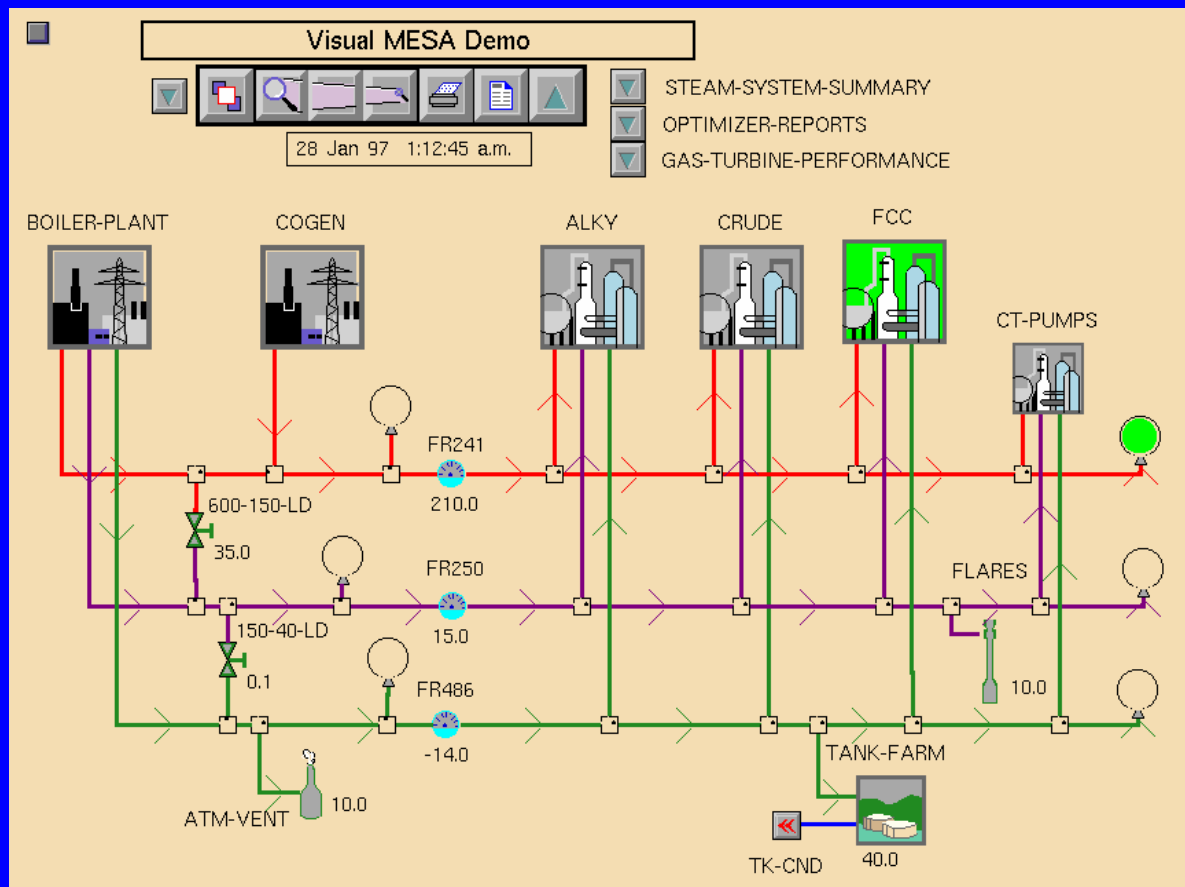 Visual MESA Demo
STEAM-SYSTEM-SUMMARY
OPTIMIZER-REPORTS
28 Jan 97 1:12:45 a.m.
GAS-TURBINE-PERFORMANCE
BOILER-PLANT
COGEN
ALKY
CRUDE
FCC
CT-PUMPS
FR241
210.0
600-150-LD
35.0
FR250
15.0
FLARES
150-40-LD
0.1
FR486
-14.0
10.0
TANK-FARM
ATM-VENT
10.0
TK-CND
40.0